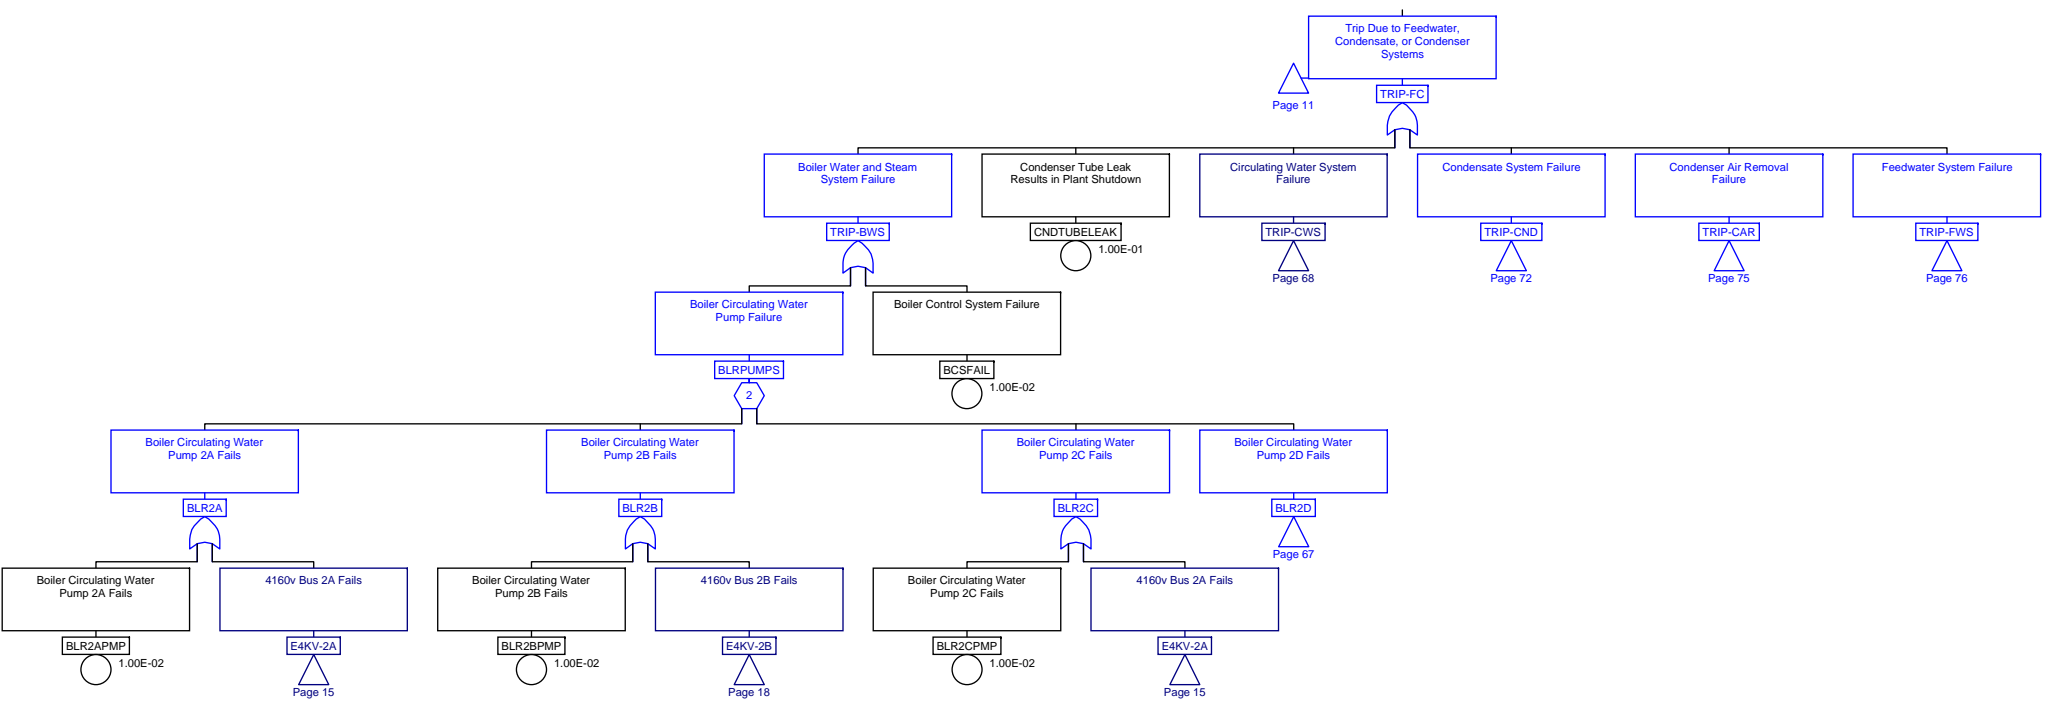 Trip Due to Feedwater,
Condensate, or Condenser
Systems
Page 11
TRIP-FC
Boiler Water and Steam
System Failure
TRIP-BWS
Condenser Tube Leak
Results in Plant Shutdown
CNDTUBELEAK
1.00E-01
Circulating Water System
Failure
TRIP-CWS
Page 68
Condensate System Failure
TRIP-CND
Page 72
Condenser Air Removal
Failure
TRIP-CAR
Page 75
Feedwater System Failure
TRIP-FWS
Page 76
Boiler Circulating Water
Pump Failure
BLRPUMPS
2
Boiler Control System Failure
BCSFAIL
1.00E-02
Boiler Circulating Water
Pump 2A Fails
BLR2A
Boiler Circulating Water
Pump 2B Fails
BLR2B
Boiler Circulating Water
Pump 2C Fails
BLR2C
Boiler Circulating Water
Pump 2D Fails
BLR2D
Page 67
Boiler Circulating Water
Pump 2A Fails
BLR2APMP
1.00E-02
4160v Bus 2A Fails
E4KV-2A
Page 15
Boiler Circulating Water
Pump 2B Fails
BLR2BPMP
1.00E-02
4160v Bus 2B Fails
E4KV-2B
Page 18
Boiler Circulating Water
Pump 2C Fails
BLR2CPMP
1.00E-02
4160v Bus 2A Fails
E4KV-2A
Page 15